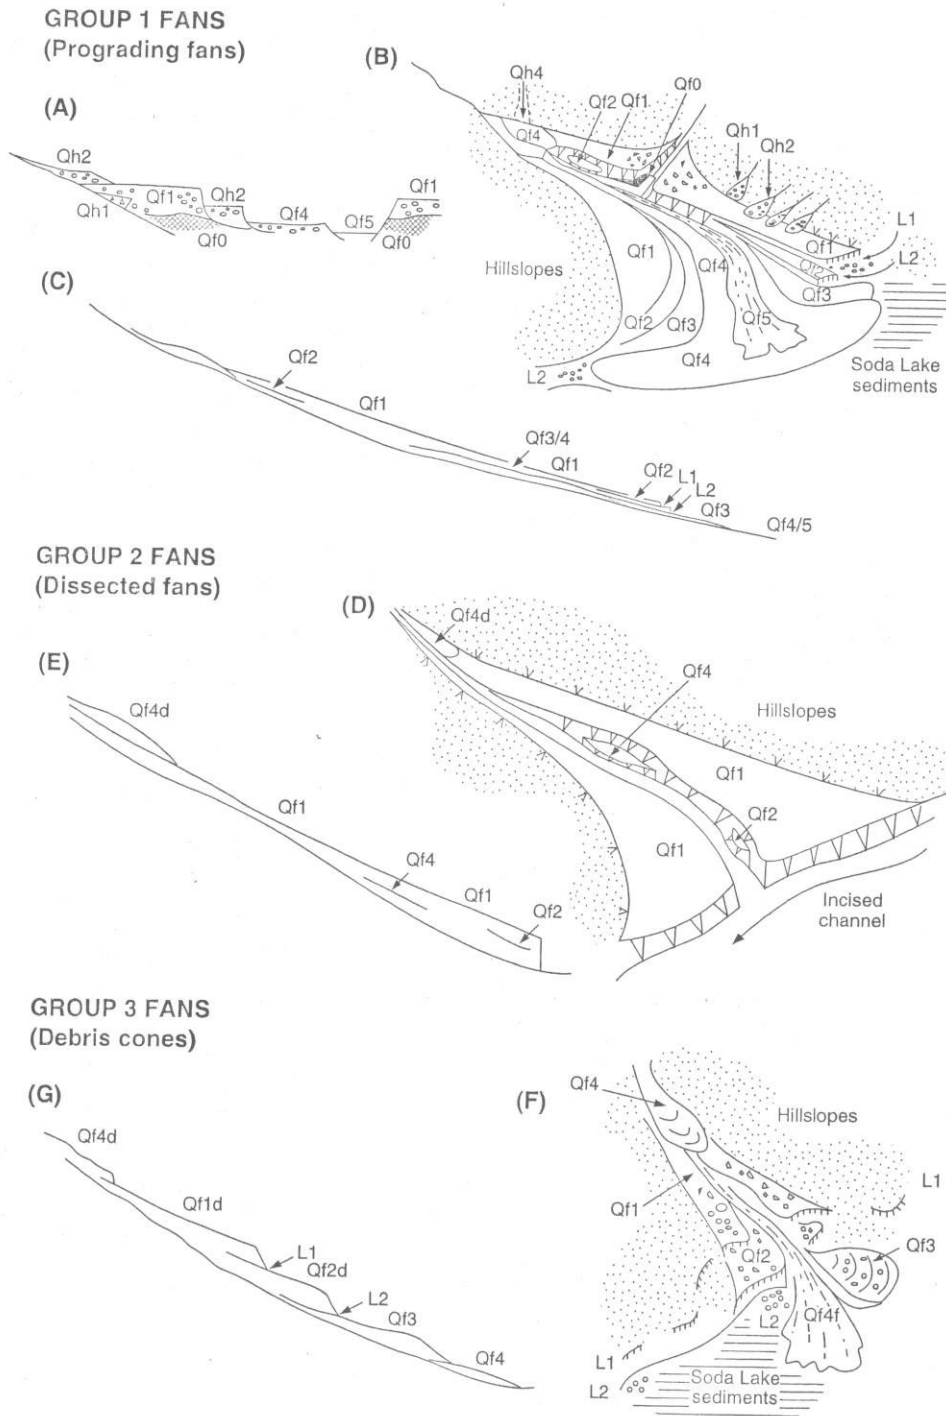 GROUP 1 FANS
(Prograding fans)
(A)
Qh2
Qh1
Qf1
Qh2
Qf0
Qf4
Qf5
Qf1
Qf0
(B)
Qh4
Qf2
Qf1
Qf0
Qf4
Qh1
Qh2
L1
L2
Qf1
Qf2
Qf3
Hillslopes
Qf1
Qf4
Qf5
Qf2
Qf3
Qf4
L2
Soda Lake
sediments
(C)
Qf2
Qf1
Qf3/4
Qf1
Qf2
L1
L2
Qf3
Qf4/5
GROUP 2 FANS
(Dissected fans)
(D)
Qf4d
Qf4
Hillslopes
Qf1
Qf2
Qf1
Incised
channel
(E)
Qf4d
Qf1
Qf4
Qf1
Qf2
GROUP 3 FANS
(Debris cones)
(G)
Qf4d
Qf1d
L1
Qf2d
L2
Qf3
Qf4
(F)
Qf4
Hillslopes
L1
Qf1
Qf3
Qf2
Qf4f
L2
L1
L2
Soda Lake
sediments